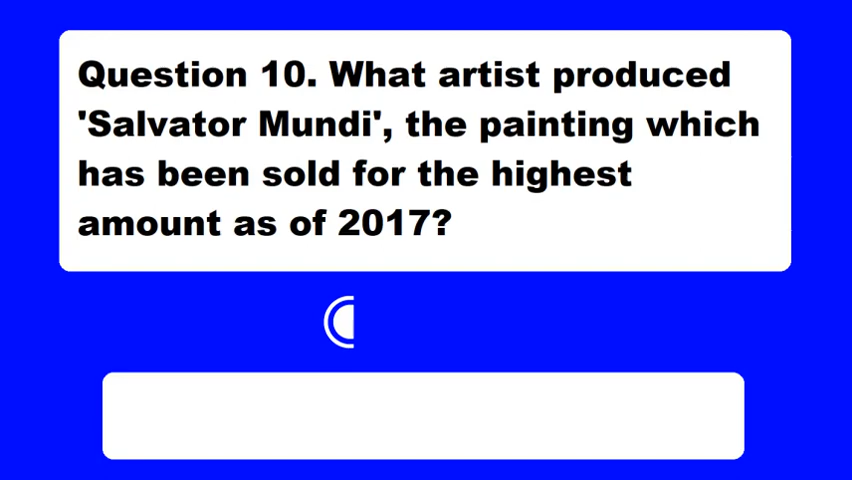 Question 10. What artist produced
'Salvator Mundi', the painting which
has been sold for the highest
amount as of 2017?